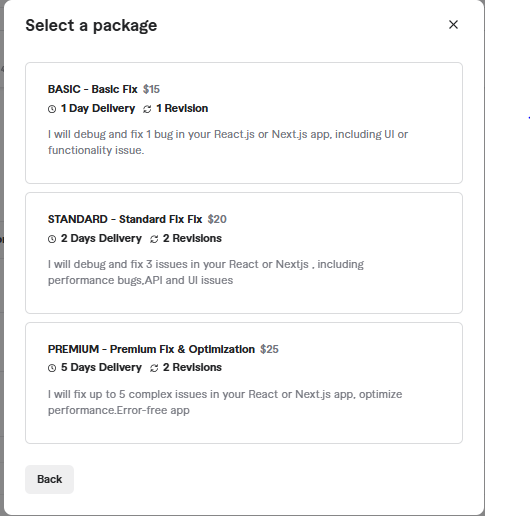 Select a package
BASIC - Basic Fix $15
1 Day Delivery 1 Revision
I will debug and fix 1 bug in your React.js or Next.js app, including UI or
functionality issue.
STANDARD - Standard Fix Fix $20
2 Days Delivery 2 Revisions
I will debug and fix 3 issues in your React or Nextjs , including
performance bugs,API and UI issues
PREMIUM - Premium Fix & Optimization $25
5 Days Delivery 2 Revisions
I will fix up to 5 complex issues in your React or Next.js app, optimize
performance.Error-free app
Back